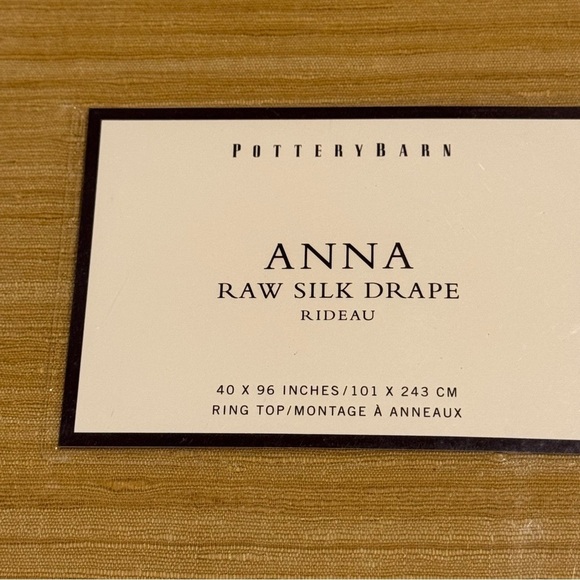 POTTERYBARN
ANNA
RAW SILK DRAPE
RIDEAU
40 X 96 INCHES/101 X 243 CM
RING TOP/MONTAGE À ANNEAUX